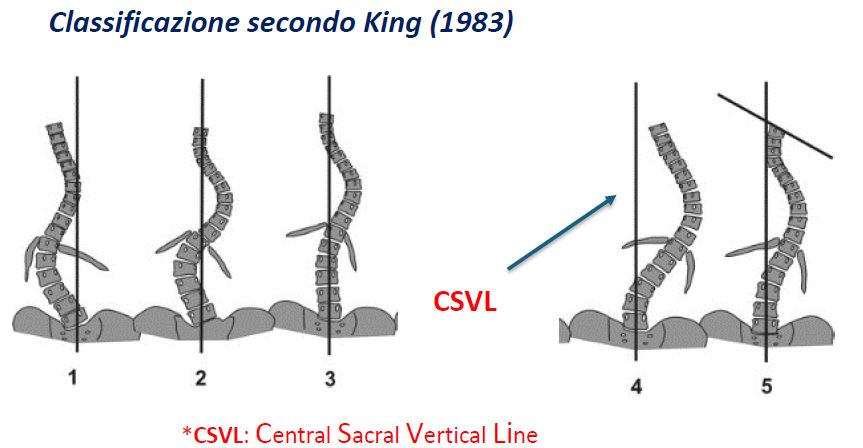 Classificazione secondo King (1983)
CSVL
1 2 3 4 5
*CSVL: Central Sacral Vertical Line